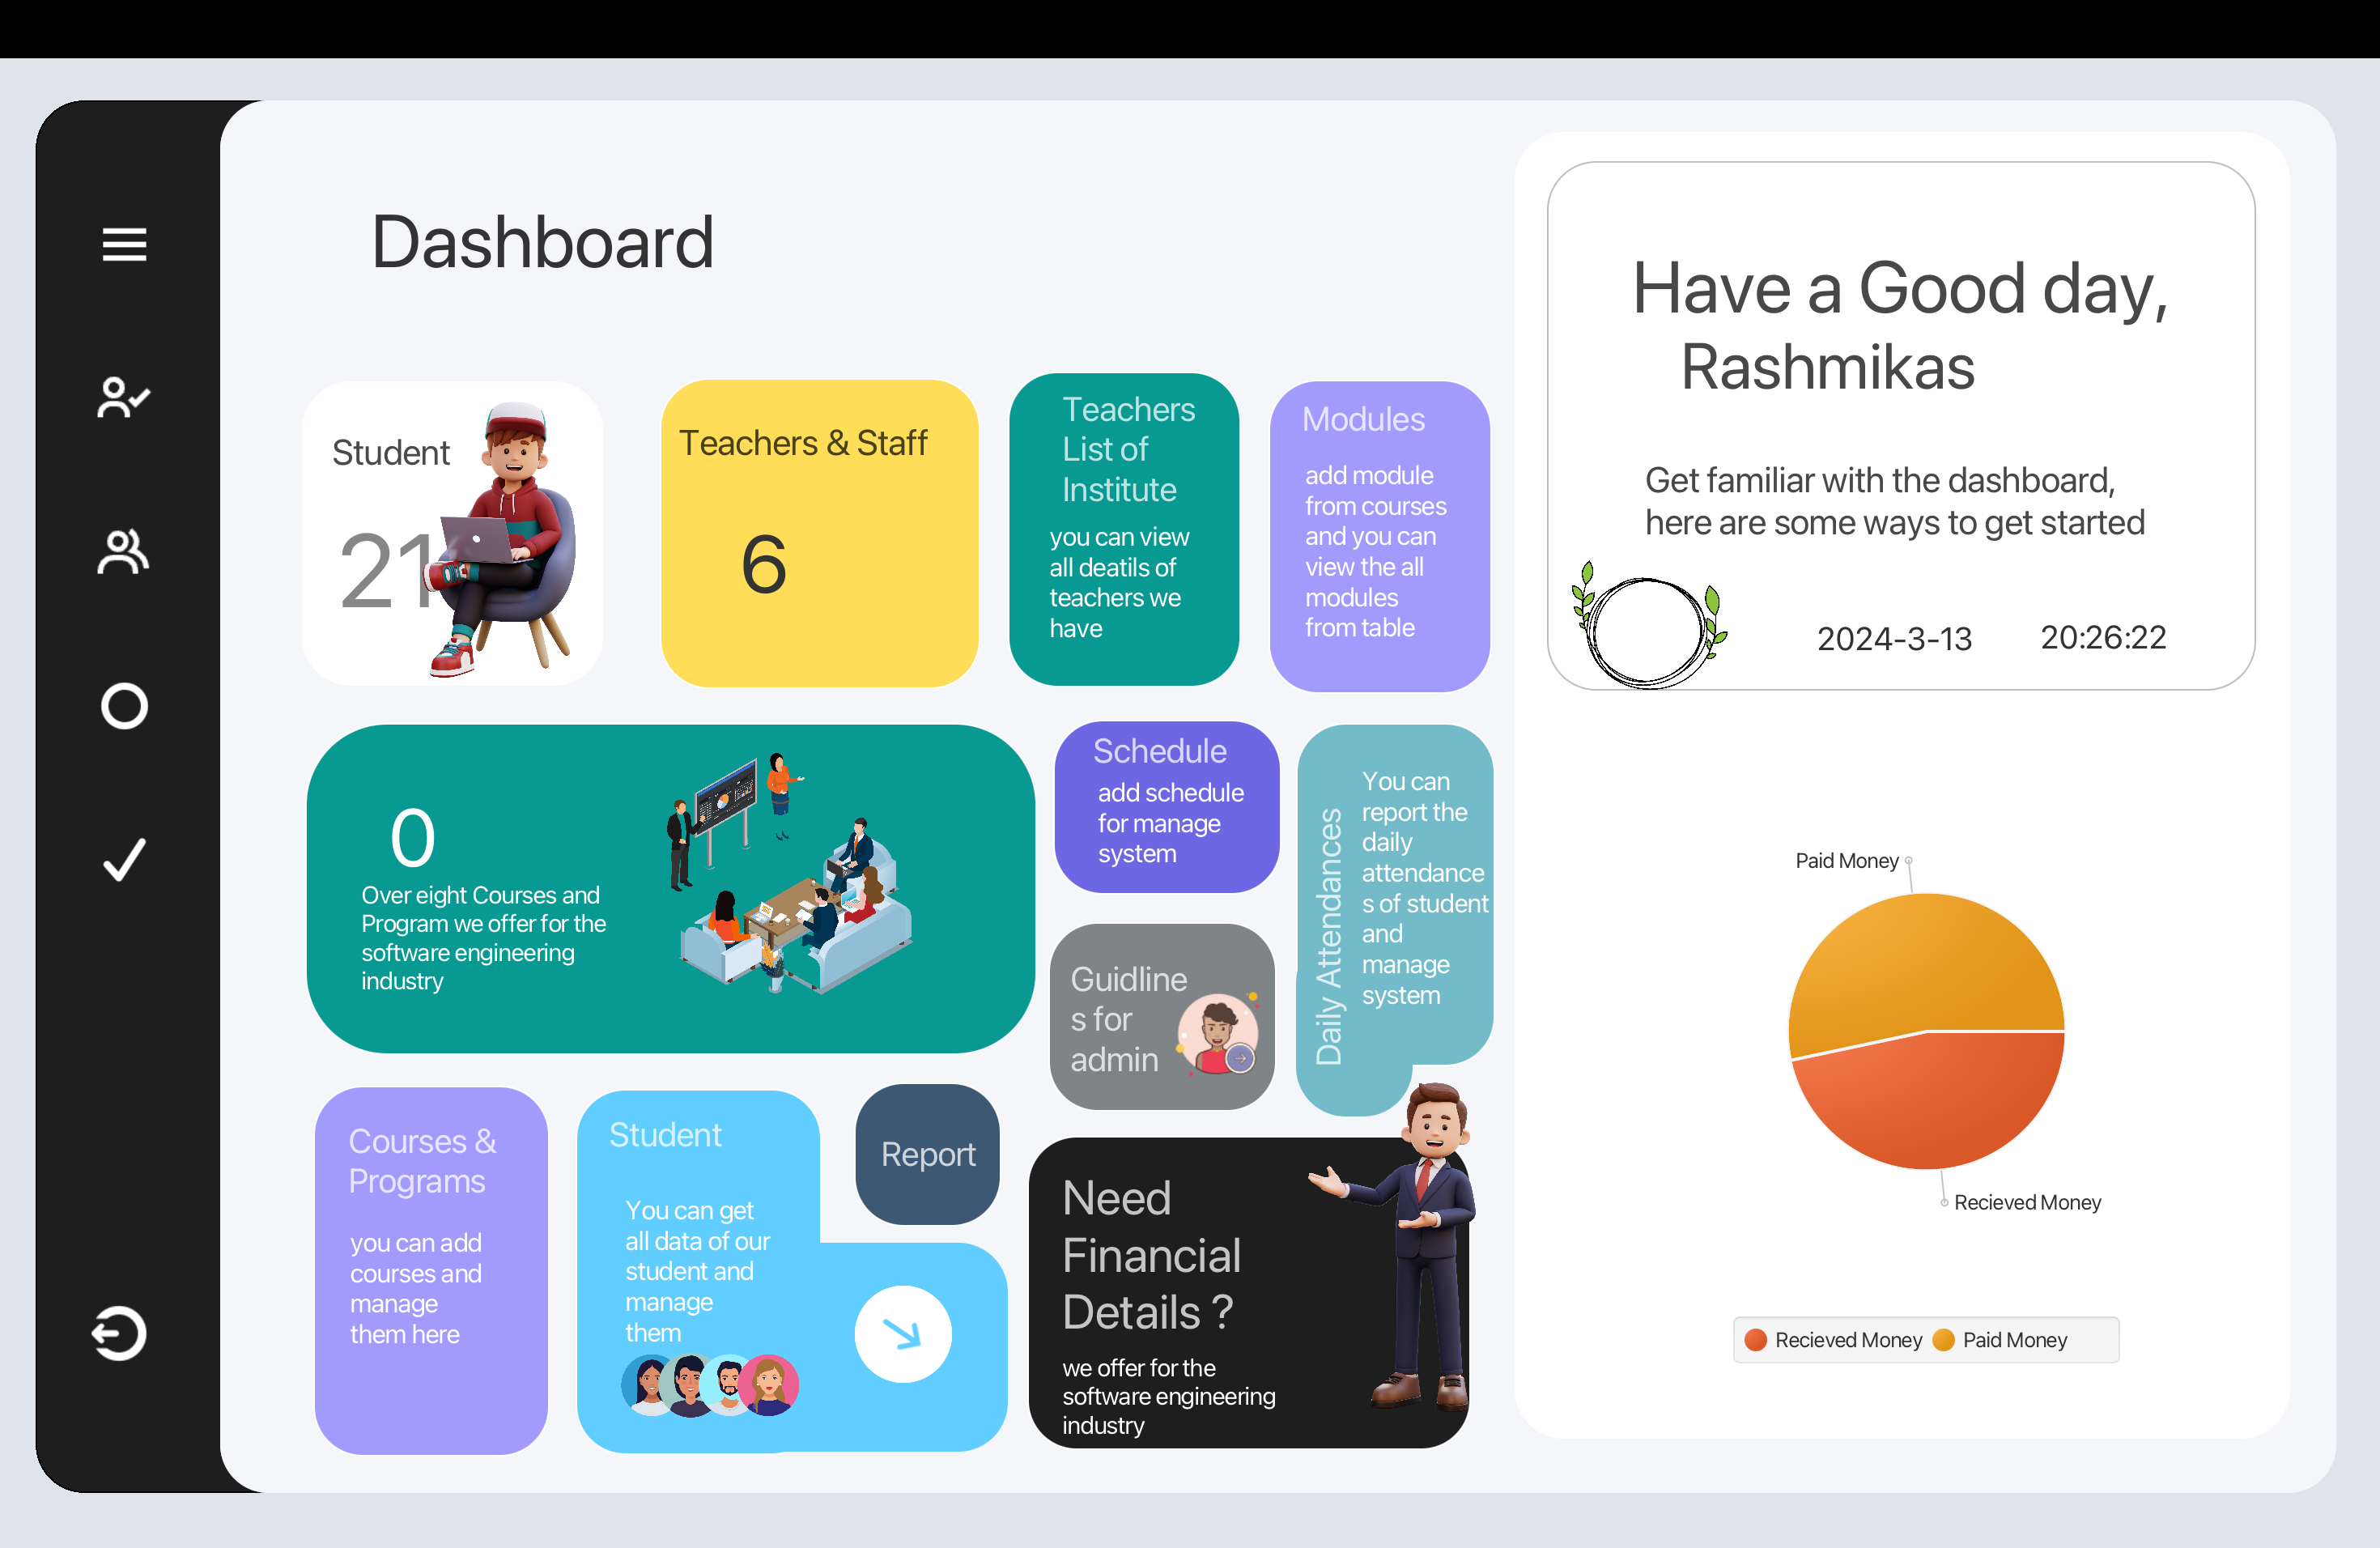 Dashboard
Have a Good day,
Rashmikas
Get familiar with the dashboard,
here are some ways to get started
2024-3-13
20:26:22
Student
21
Teachers & Staff
6
Teachers
List of
Institute
you can view
all deatils of
teachers we
have
Modules
add module
from courses
and you can
view the all
modules
from table
0
Over eight Courses and
Program we offer for the
software engineering
industry
Schedule
add schedule
for manage
system
Daily Attendances
You can
report the
daily
attendance
s of student
and
manage
system
Guidline
s for
admin
Courses &
Programs
you can add
courses and
manage
them here
Student
You can get
all data of our
student and
manage
them
Report
Need
Financial
Details ?
we offer for the
software engineering
industry
Paid Money
Recieved Money
Recieved Money
Paid Money